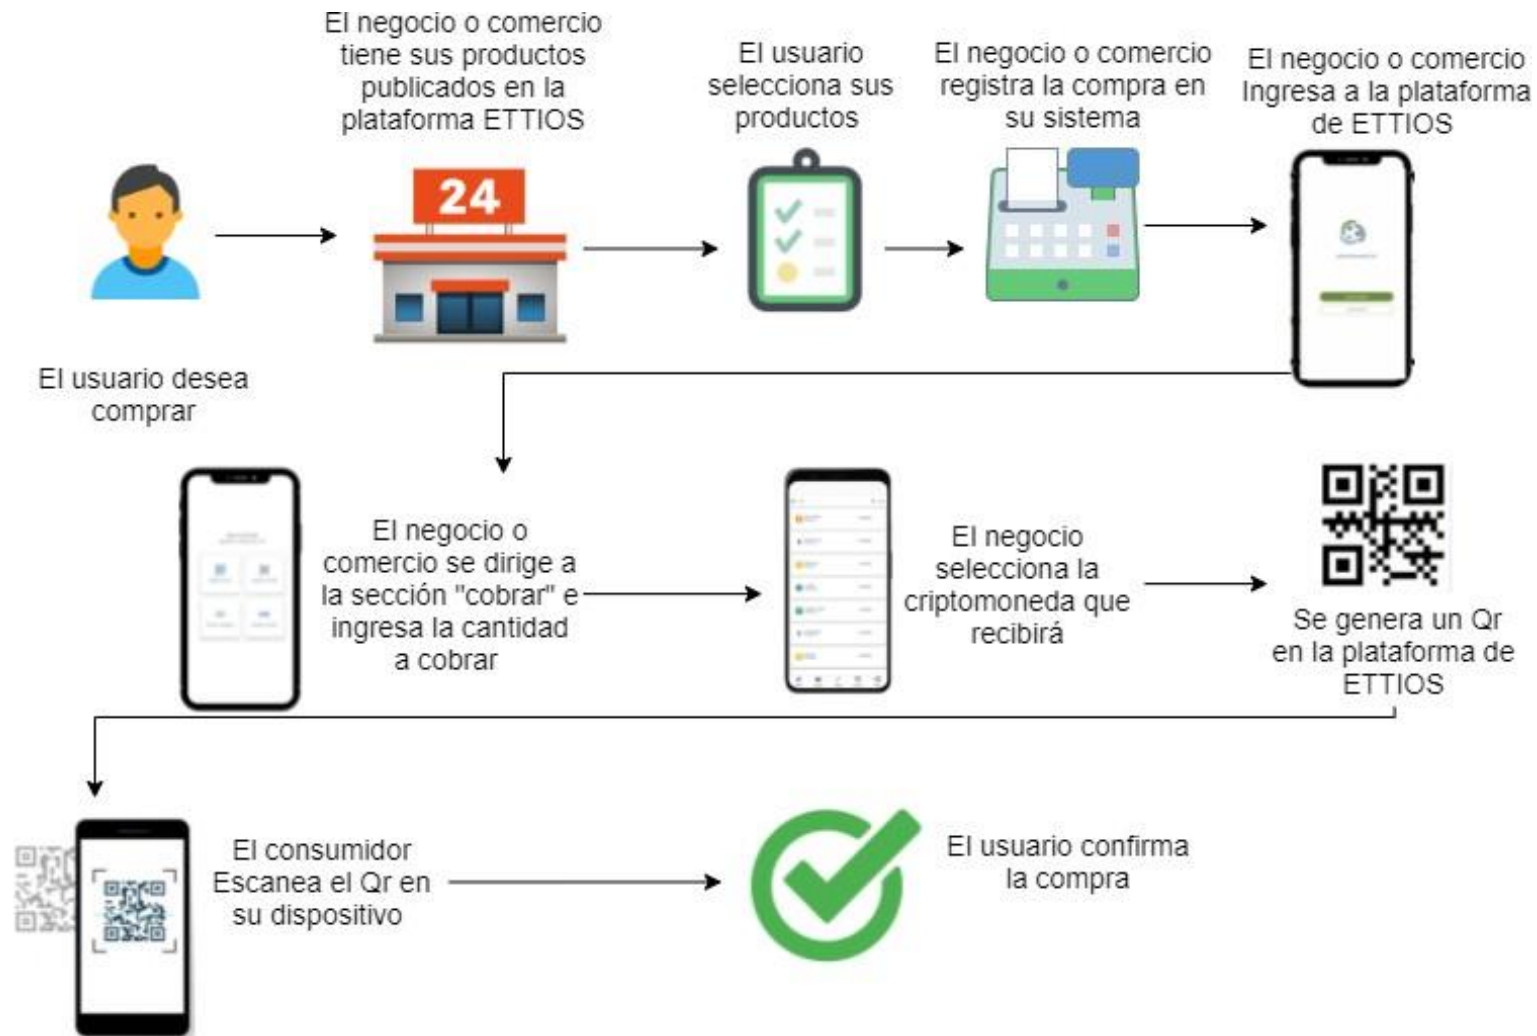 El negocio o comercio
tiene sus productos
publicados en la
plataforma ETTIOS
El usuario
selecciona sus
productos
El negocio o comercio
registra la compra en
su sistema
El negocio o comercio
Ingresa a la plataforma
de ETTIOS
24
El usuario desea
comprar
El negocio o
comercio se dirige a
la sección "cobrar" e
ingresa la cantidad
a cobrar
El negocio
selecciona la
criptomoneda que
recibirá
Se genera un Qr
en la plataforma de
ETTIOS
El consumidor
Escanea el Qr en
su dispositivo
El usuario confirma
la compra